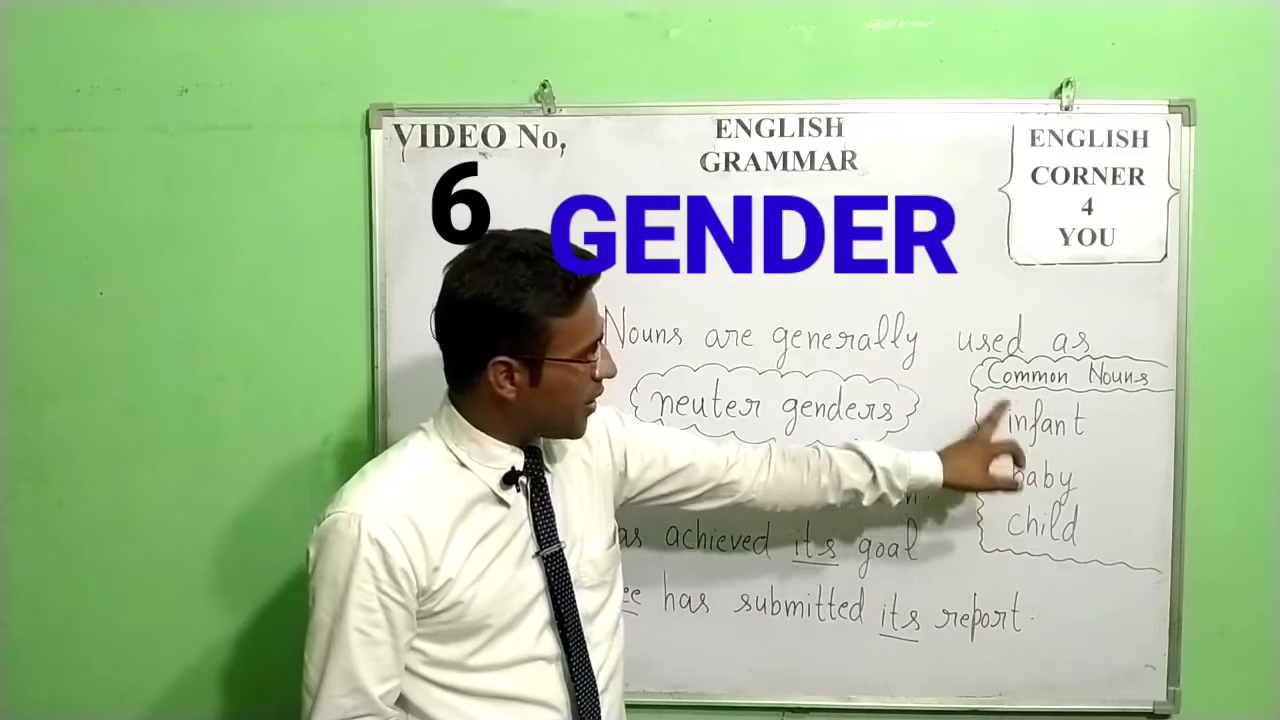 VIDEO No,
6
ENGLISH
GRAMMAR
GENDER
ENGLISH
CORNER
4
YOU
Nouns are generally used as
neuter genders
Common Nouns
infant
baby
child
achieved its goal
has submitted its report.